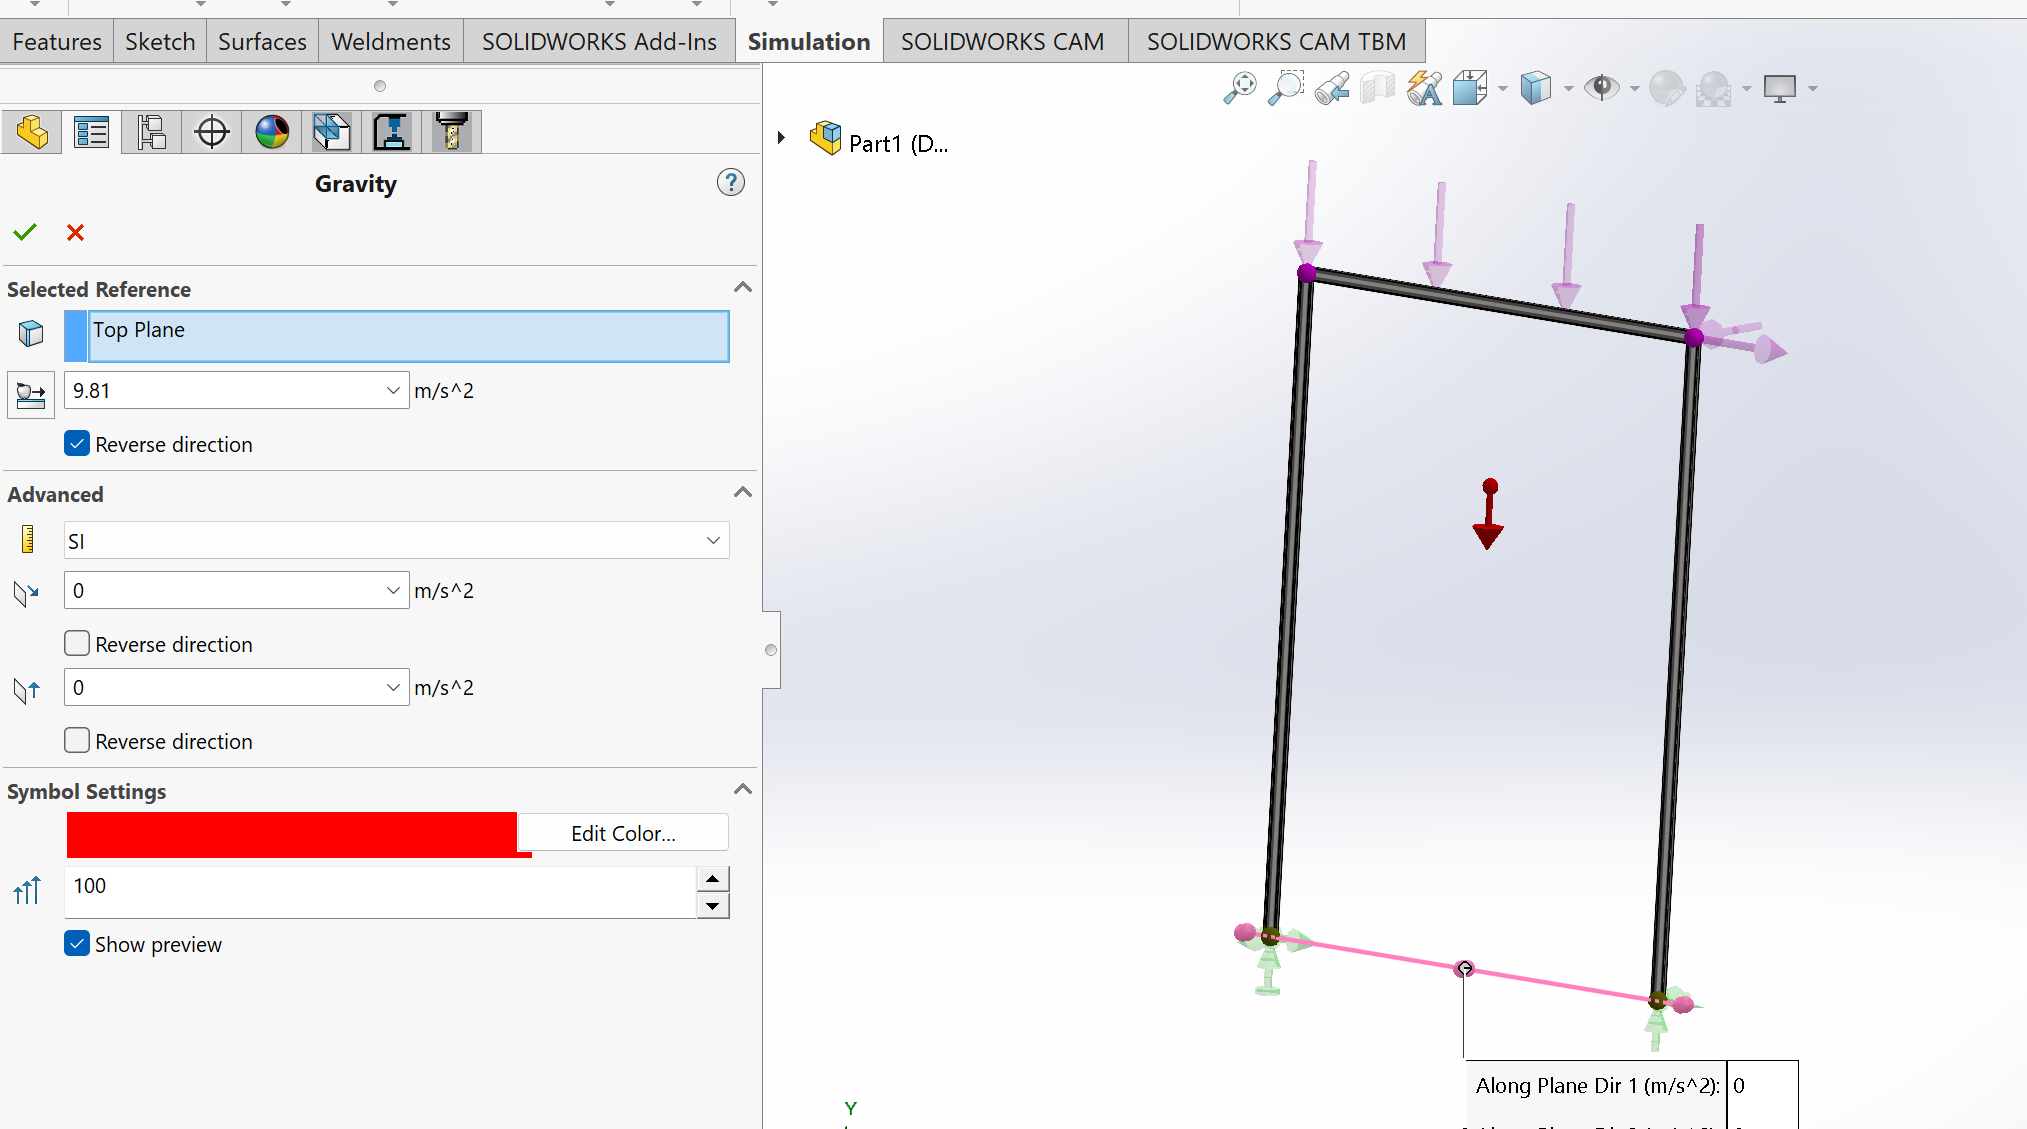 Features Sketch Surfaces Weldments SOLIDWORKS Add-Ins Simulation SOLIDWORKS CAM SOLIDWORKS CAM TBM
Part1 (D...
Gravity
Selected Reference
Top Plane
9.81 m/s^2
Reverse direction
Advanced
SI
0 m/s^2
Reverse direction
0 m/s^2
Reverse direction
Symbol Settings
Edit Color...
100
Show preview
Along Plane Dir 1 (m/s^2): 0
Y